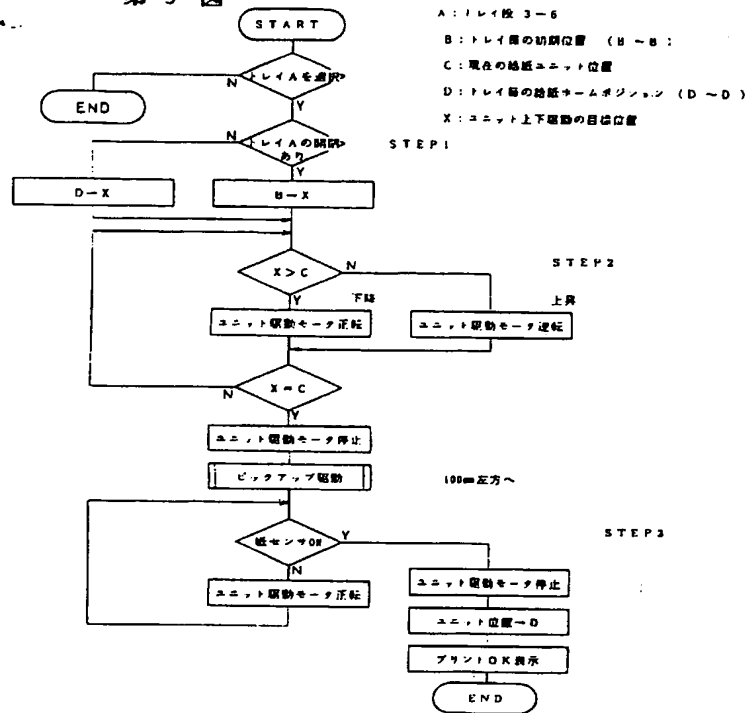 第 5 図
START
A：トレイ段 3－6
B：トレイ毎の初期位置 (B ～B )
C：現在の給紙ユニット位置
D：トレイ毎の給紙ホームポジション (D ～D )
X：ユニット上下駆動の目標位置
トレイAを選択
N
Y
END
トレイAの開閉あり
N
Y
STEP1
D→X
B→X
X＞C
N
Y
STEP2
下降
上昇
ユニット駆動モータ正転
ユニット駆動モータ逆転
X＝C
N
Y
ユニット駆動モータ停止
ピックアップ駆動
100mm左方へ
紙センサON
Y
N
STEP3
ユニット駆動モータ正転
ユニット駆動モータ停止
ユニット位置→D
プリントOK表示
END